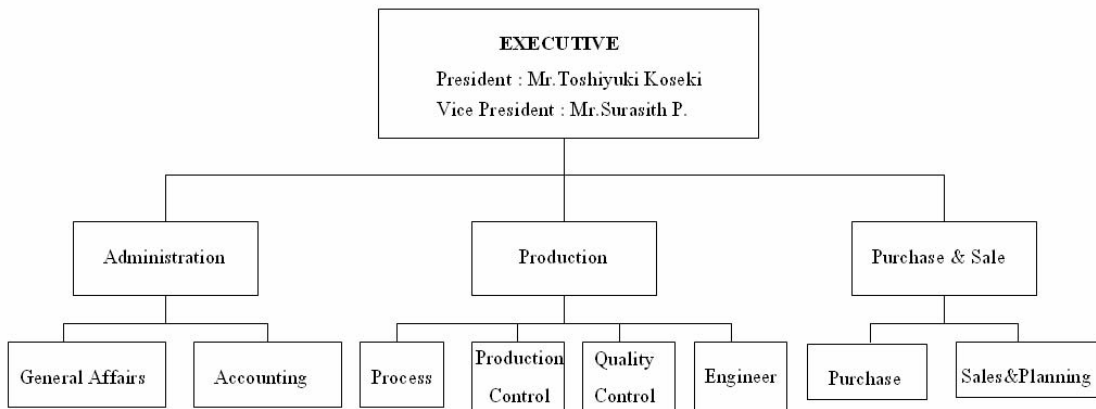 EXECUTIVE
President : Mr.Toshiyuki Koseki
Vice President : Mr.Surasith P.
Administration
Production
Purchase & Sale
General Affairs
Accounting
Process
Production
Control
Quality
Control
Engineer
Purchase
Sales&Planning